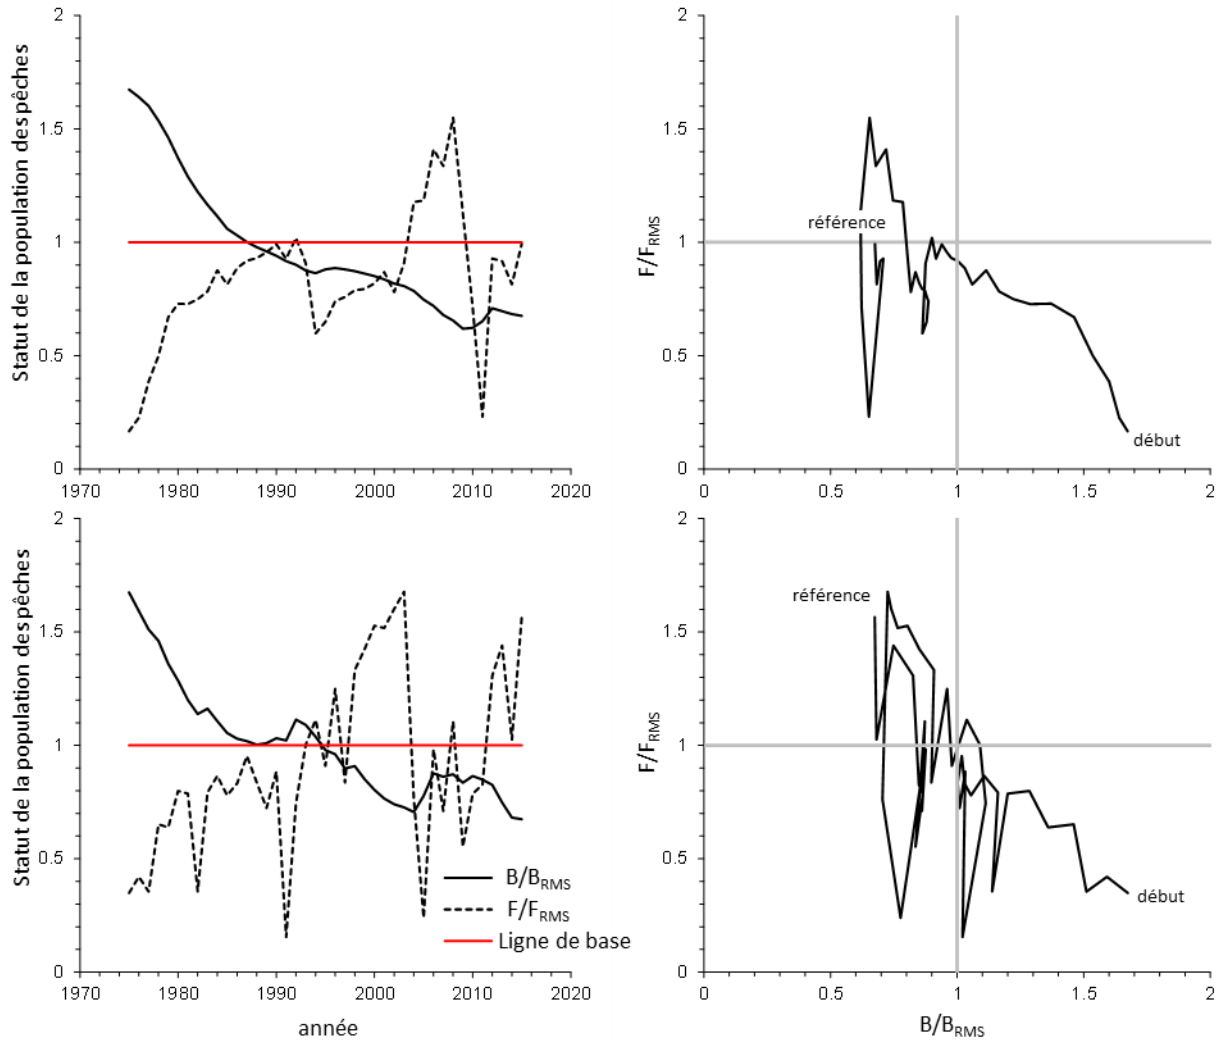 Statut de la population des pêches
2
1.5
1
0.5
0
1970 1980 1990 2000 2010 2020
F/FRMS
2
1.5
1
0.5
0
0 0.5 1 1.5 2
référence
début
Statut de la population des pêches
2
1.5
1
0.5
0
1970 1980 1990 2000 2010 2020
année
B/BRMS
F/FRMS
Ligne de base
F/FRMS
2
1.5
1
0.5
0
0 0.5 1 1.5 2
B/BRMS
référence
début